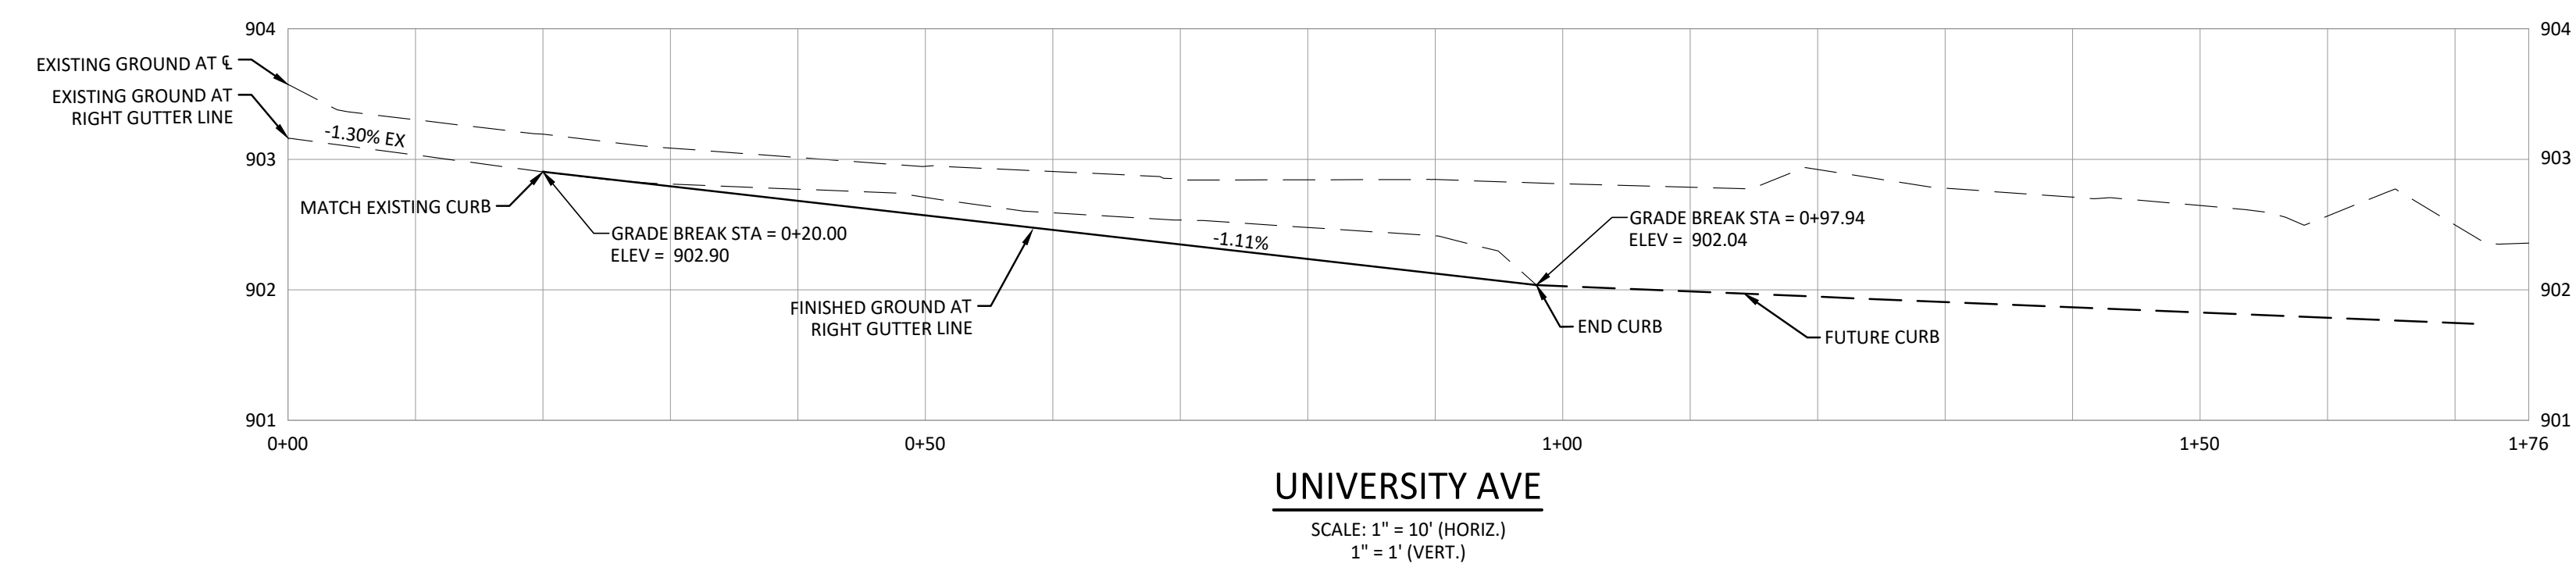 904
904
EXISTING GROUND AT ℄
EXISTING GROUND AT
RIGHT GUTTER LINE
-1.30% EX
903
903
MATCH EXISTING CURB
GRADE BREAK STA = 0+20.00
ELEV = 902.90
-1.11%
GRADE BREAK STA = 0+97.94
ELEV = 902.04
902
902
FINISHED GROUND AT
RIGHT GUTTER LINE
END CURB
FUTURE CURB
901
901
0+00
0+50
1+00
1+50
1+76
UNIVERSITY AVE
SCALE: 1" = 10' (HORIZ.)
1" = 1' (VERT.)